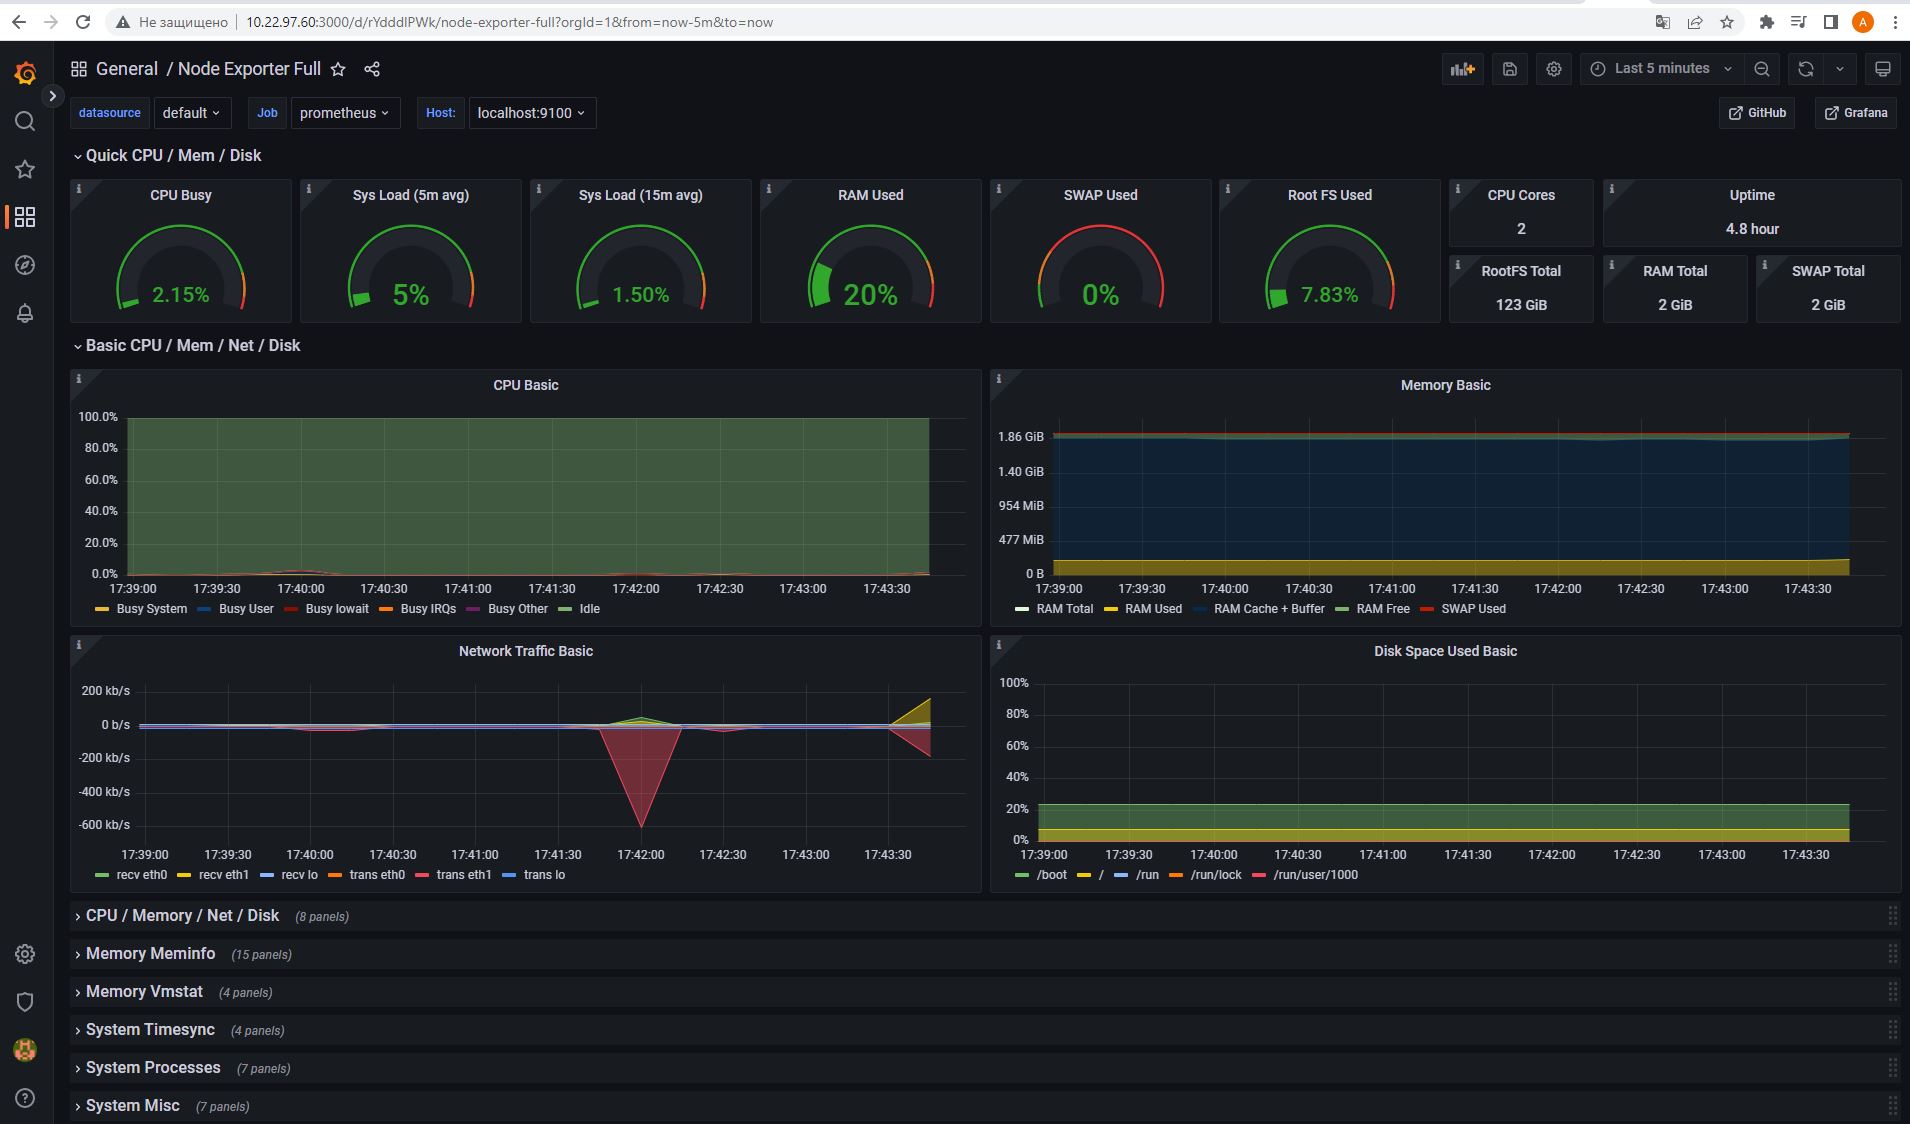 Не защищено 10.22.97.60:3000/d/rYdddlPWk/node-exporter-full?orgId=1&from=now-5m&to=now A
General / Node Exporter Full Last 5 minutes
datasource default Job prometheus Host: localhost:9100 GitHub Grafana
Quick CPU / Mem / Disk
CPU Busy
2.15%
Sys Load (5m avg)
5%
Sys Load (15m avg)
1.50%
RAM Used
20%
SWAP Used
0%
Root FS Used
7.83%
CPU Cores
2
Uptime
4.8 hour
RootFS Total
123 GiB
RAM Total
2 GiB
SWAP Total
2 GiB
Basic CPU / Mem / Net / Disk
CPU Basic
100.0%
80.0%
60.0%
40.0%
20.0%
0.0%
17:39:00 17:39:30 17:40:00 17:40:30 17:41:00 17:41:30 17:42:00 17:42:30 17:43:00 17:43:30
Busy System Busy User Busy Iowait Busy IRQs Busy Other Idle
Memory Basic
1.86 GiB
1.40 GiB
954 MiB
477 MiB
0 B
17:39:00 17:39:30 17:40:00 17:40:30 17:41:00 17:41:30 17:42:00 17:42:30 17:43:00 17:43:30
RAM Total RAM Used RAM Cache + Buffer RAM Free SWAP Used
Network Traffic Basic
200 kb/s
0 b/s
-200 kb/s
-400 kb/s
-600 kb/s
17:39:00 17:39:30 17:40:00 17:40:30 17:41:00 17:41:30 17:42:00 17:42:30 17:43:00 17:43:30
recv eth0 recv eth1 recv lo trans eth0 trans eth1 trans lo
Disk Space Used Basic
100%
80%
60%
40%
20%
0%
17:39:00 17:39:30 17:40:00 17:40:30 17:41:00 17:41:30 17:42:00 17:42:30 17:43:00 17:43:30
/boot / /run /run/lock /run/user/1000
CPU / Memory / Net / Disk (8 panels)
Memory Meminfo (15 panels)
Memory Vmstat (4 panels)
System Timesync (4 panels)
System Processes (7 panels)
System Misc (7 panels)